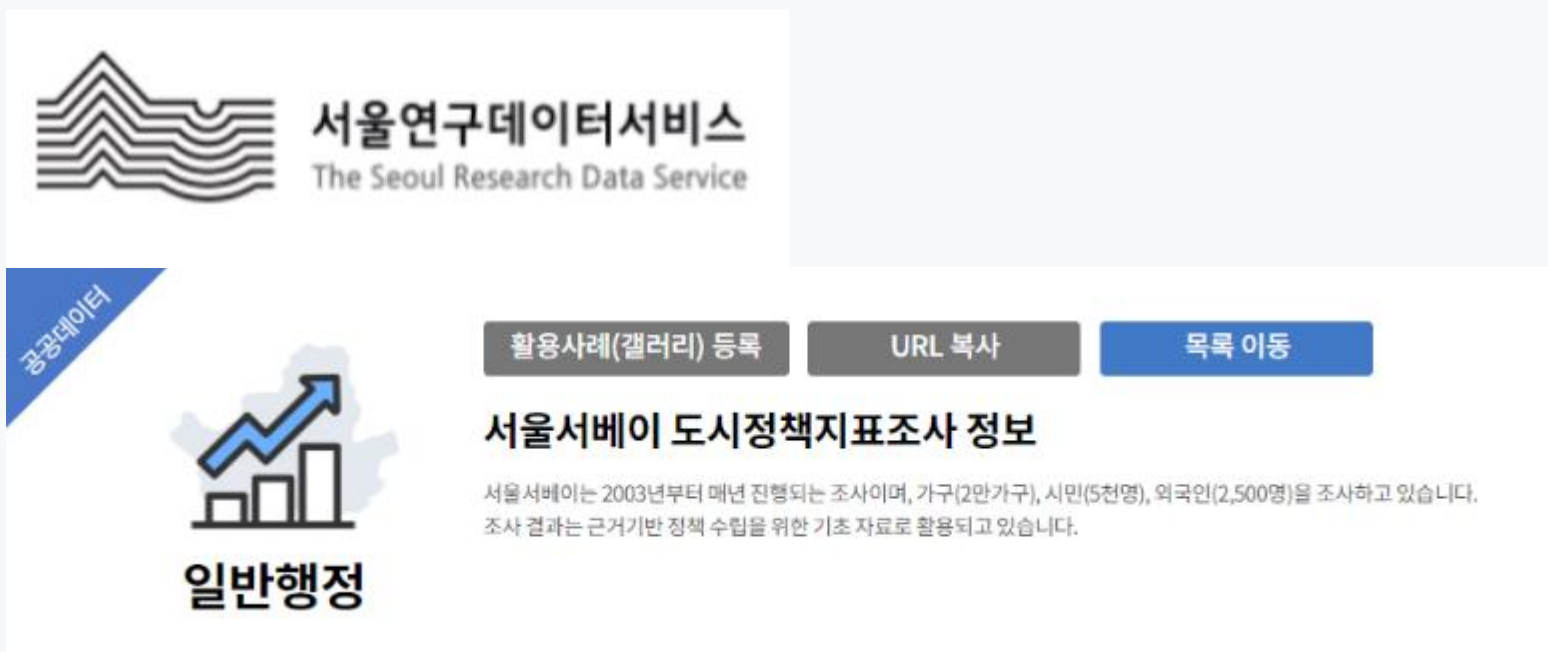 서울연구데이터서비스
The Seoul Research Data Service
공공데이터
활용사례(갤러리) 등록
URL 복사
목록 이동
서울서베이 도시정책지표조사 정보
서울서베이는 2003년부터 매년 진행되는 조사이며, 가구(2만가구), 시민(5천명), 외국인(2,500명)을 조사하고 있습니다.
조사 결과는 근거기반 정책 수립을 위한 기초 자료로 활용되고 있습니다.
일반행정